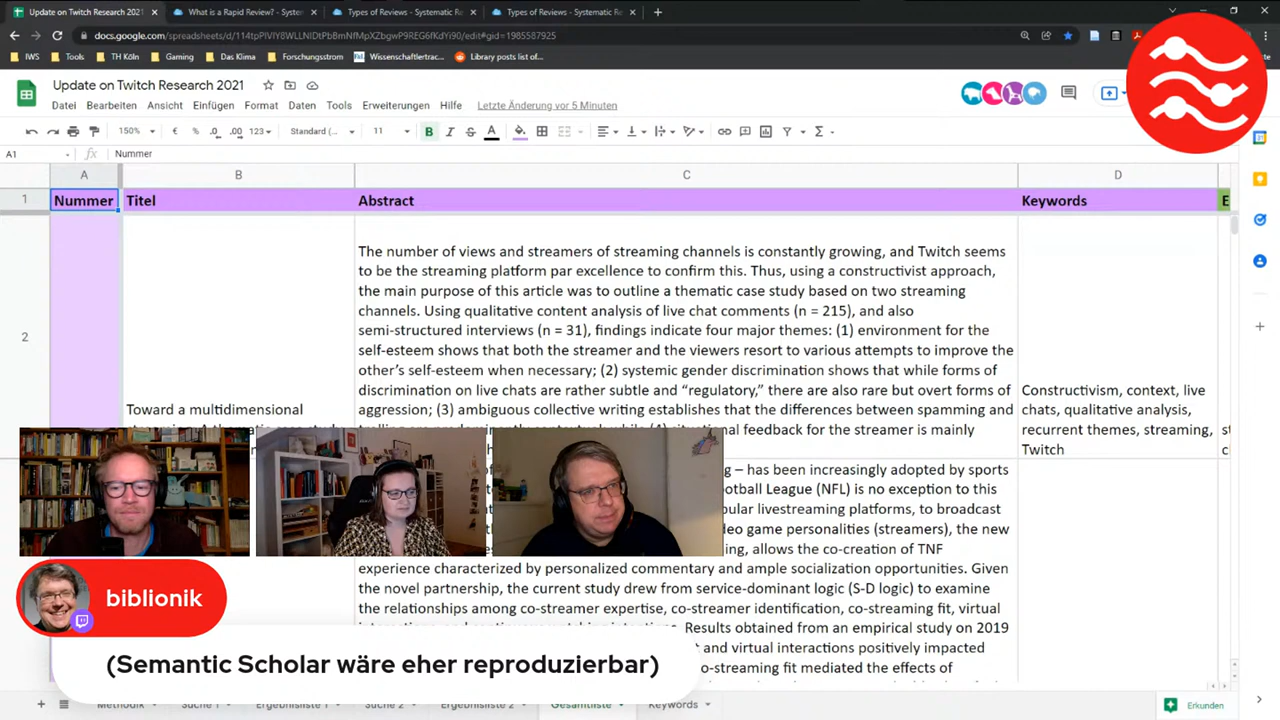 Update on Twitch Research 2021
What is a Rapid Review? - Syste
Types of Reviews - Systematic Re
Types of Reviews - Systematic Re
IWS
Tools
TH Köln
Gaming
Das Klima
Forschungsstrom
Wissenschaftlertrac...
Library posts list of...
Update on Twitch Research 2021
Datei Bearbeiten Ansicht Einfügen Format Daten Tools Erweiterungen Hilfe Letzte Änderung vor 5 Minuten
150% € % .0 .00 123 Standard (... 11 B I S A
A1 fx Nummer
A B C D
1 Nummer Titel Abstract Keywords E
2
Toward a multidimensional
The number of views and streamers of streaming channels is constantly growing, and Twitch seems
to be the streaming platform par excellence to confirm this. Thus, using a constructivist approach,
the main purpose of this article was to outline a thematic case study based on two streaming
channels. Using qualitative content analysis of live chat comments (n = 215), and also
semi-structured interviews (n = 31), findings indicate four major themes: (1) environment for the
self-esteem shows that both the streamer and the viewers resort to various attempts to improve the
other's self-esteem when necessary; (2) systemic gender discrimination shows that while forms of
discrimination on live chats are rather subtle and “regulatory,” there are also rare but overt forms of
aggression; (3) ambiguous collective writing establishes that the differences between spamming and
feedback for the streamer is mainly
Constructivism, context, live
chats, qualitative analysis,
recurrent themes, streaming,
Twitch
– has been increasingly adopted by sports
League (NFL) is no exception to this
livestreaming platforms, to broadcast
game personalities (streamers), the new
allows the co-creation of TNF
experience characterized by personalized commentary and ample socialization opportunities. Given
the novel partnership, the current study drew from service-dominant logic (S-D logic) to examine
the relationships among co-streamer expertise, co-streamer identification, co-streaming fit, virtual
Results obtained from an empirical study on 2019
and virtual interactions positively impacted
co-streaming fit mediated the effects of
biblionik
(Semantic Scholar wäre eher reproduzierbar)
Methodik Suche 1 Ergebnisliste 1 Suche 2 Ergebnisliste 2 Gesamtliste Keywords Erkunden